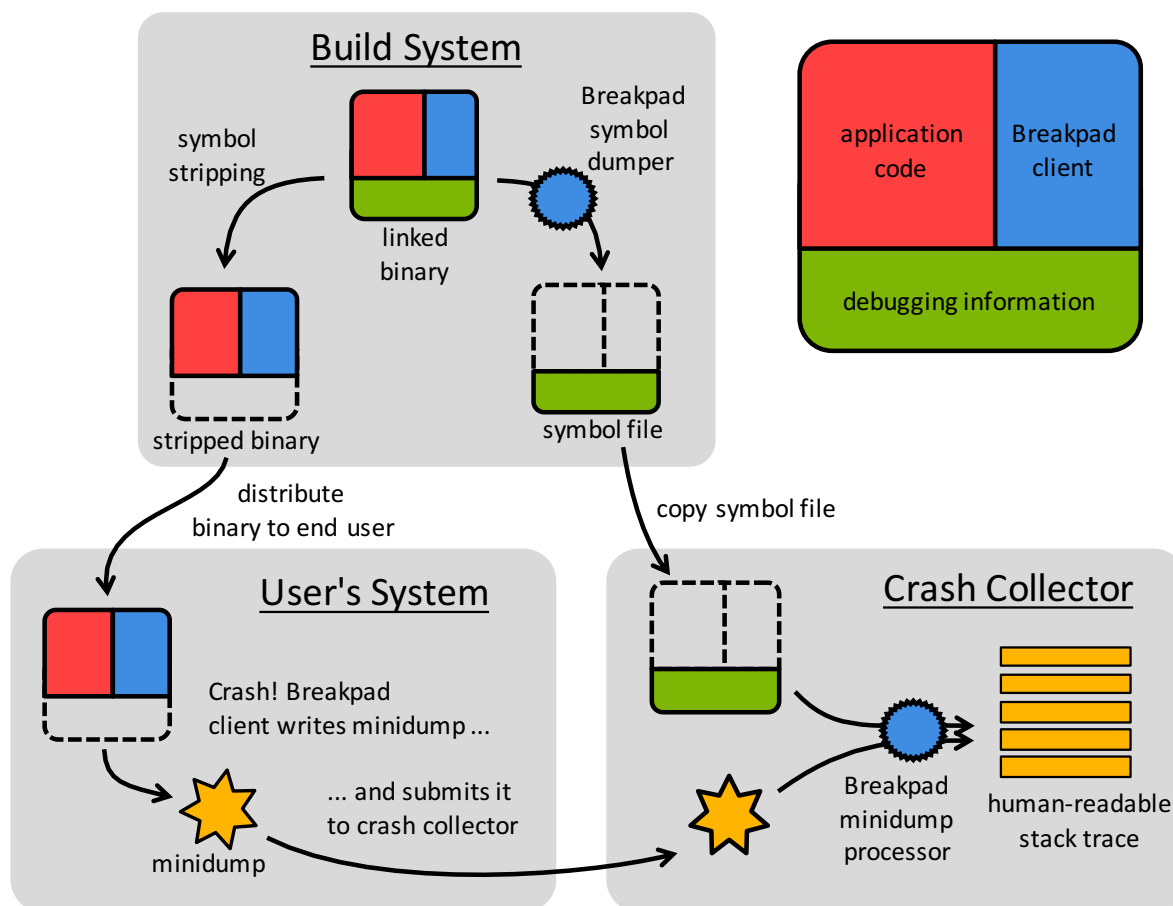 Build System
symbol
stripping
linked
binary
Breakpad
symbol
dumper
stripped binary
symbol file
application
code
Breakpad
client
debugging information
distribute
binary to end user
copy symbol file
User's System
Crash! Breakpad
client writes minidump ...
... and submits it
to crash collector
minidump
Crash Collector
Breakpad
minidump
processor
human-readable
stack trace